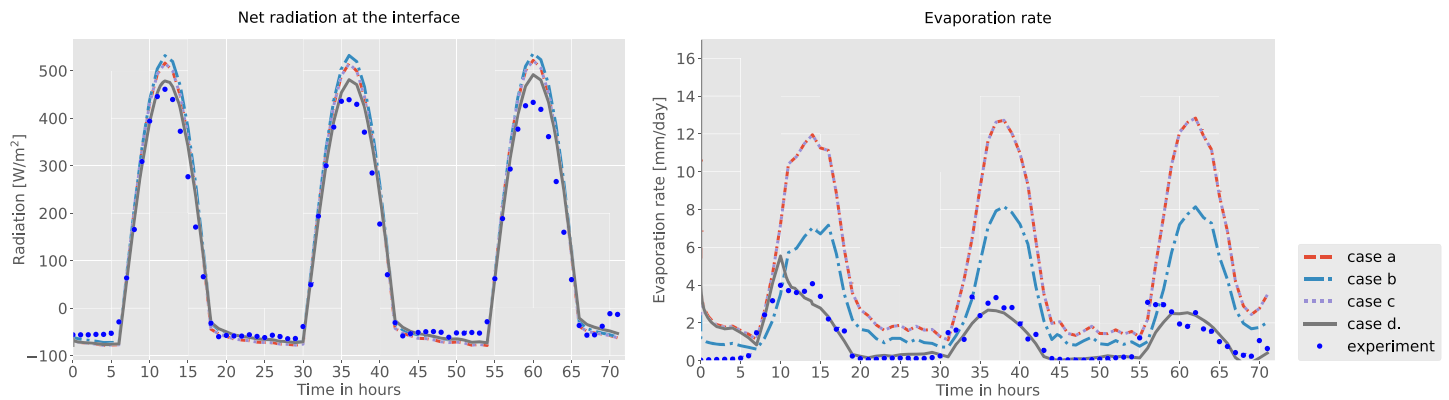 Net radiation at the interface
500
400
300
200
100
0
−100
Radiation [W/m²]
0 5 10 15 20 25 30 35 40 45 50 55 60 65 70
Time in hours
Evaporation rate
16
14
12
10
8
6
4
2
0
Evaporation rate [mm/day]
0 5 10 15 20 25 30 35 40 45 50 55 60 65 70
Time in hours
case a
case b
case c
case d.
experiment